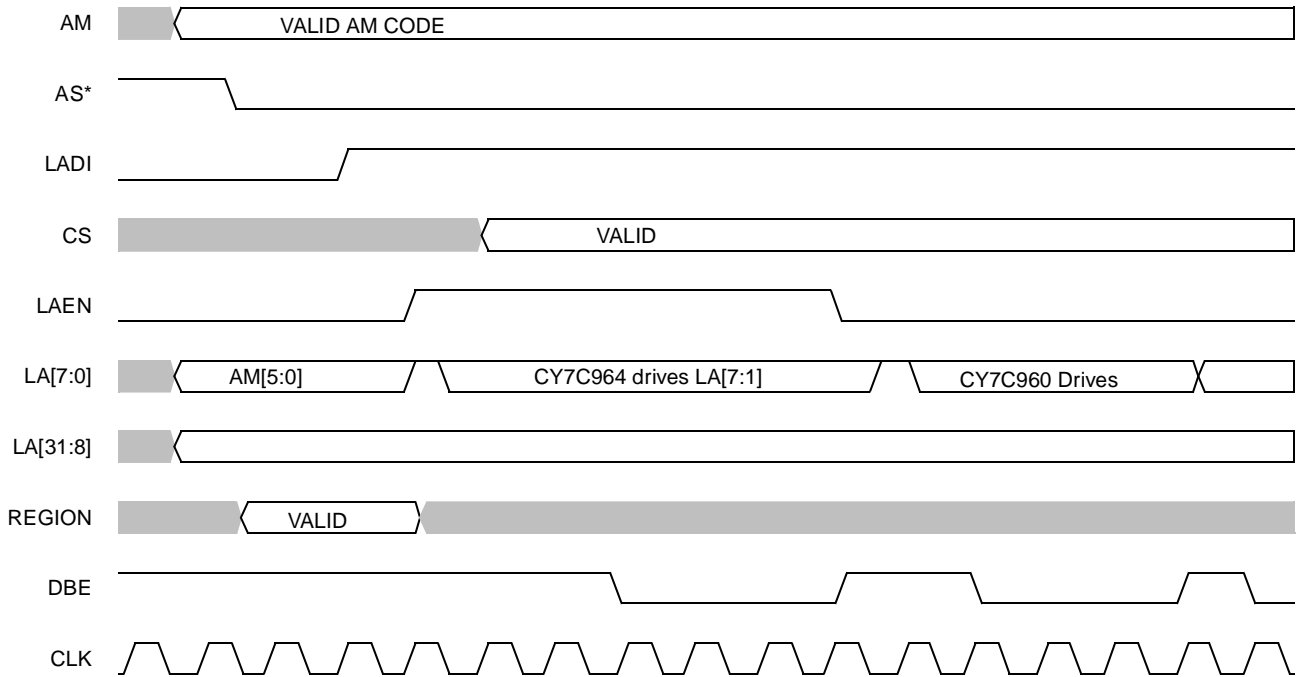 AM VALID AM CODE
AS*
LADI
CS VALID
LAEN
LA[7:0] AM[5:0] CY7C964 drives LA[7:1] CY7C960 Drives
LA[31:8]
REGION VALID
DBE
CLK